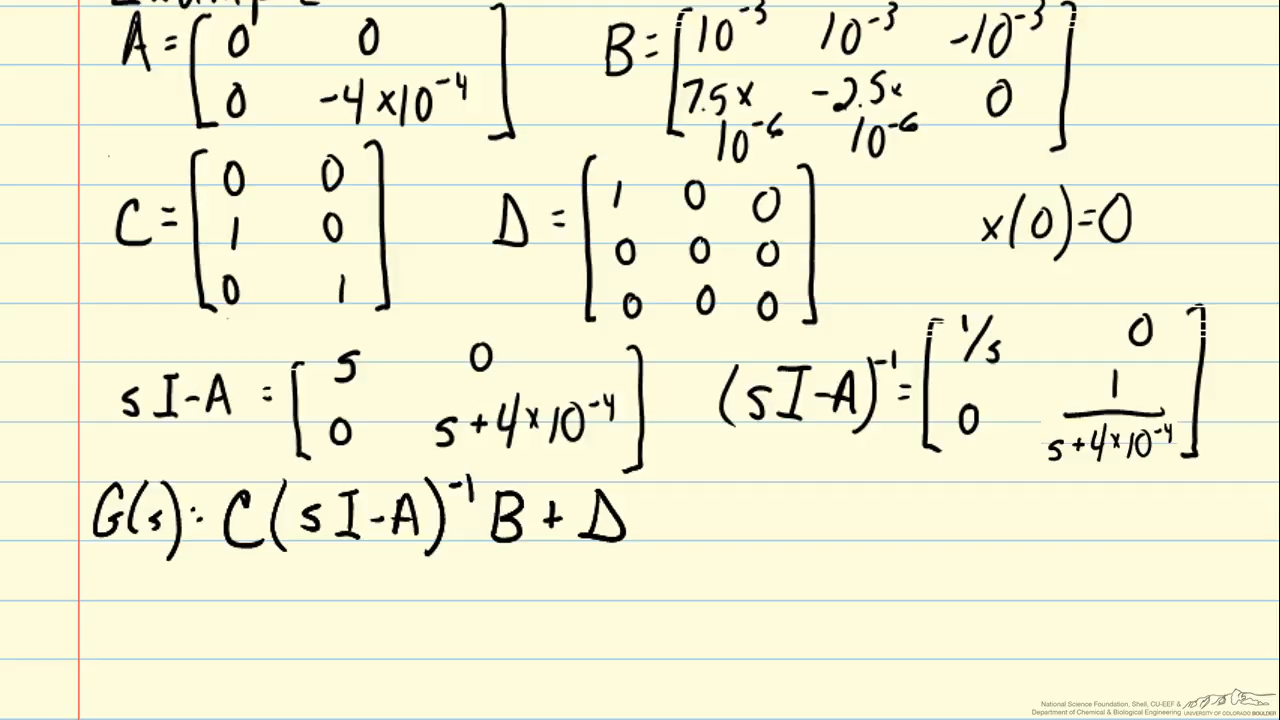 A = [ 0 0 B = [ 10^-3 10^-3 -10^-3 ]
0 -4×10^-4 ] 7.5× -2.5× 0
10^-6 10^-6
C = [ 0 0 D = [ 1 0 0
1 0 0 0 0 x(0)=0
0 1 ] 0 0 0 ]
sI-A = [ s 0 (sI-A)^-1 = [ 1/s 0
0 s+4×10^-4 ] 0 1/(s+4×10^-4) ]
G(s): C(sI-A)^-1 B + D
National Science Foundation, Shell, CU-EEF &
Department of Chemical & Biological Engineering UNIVERSITY OF COLORADO BOULDER